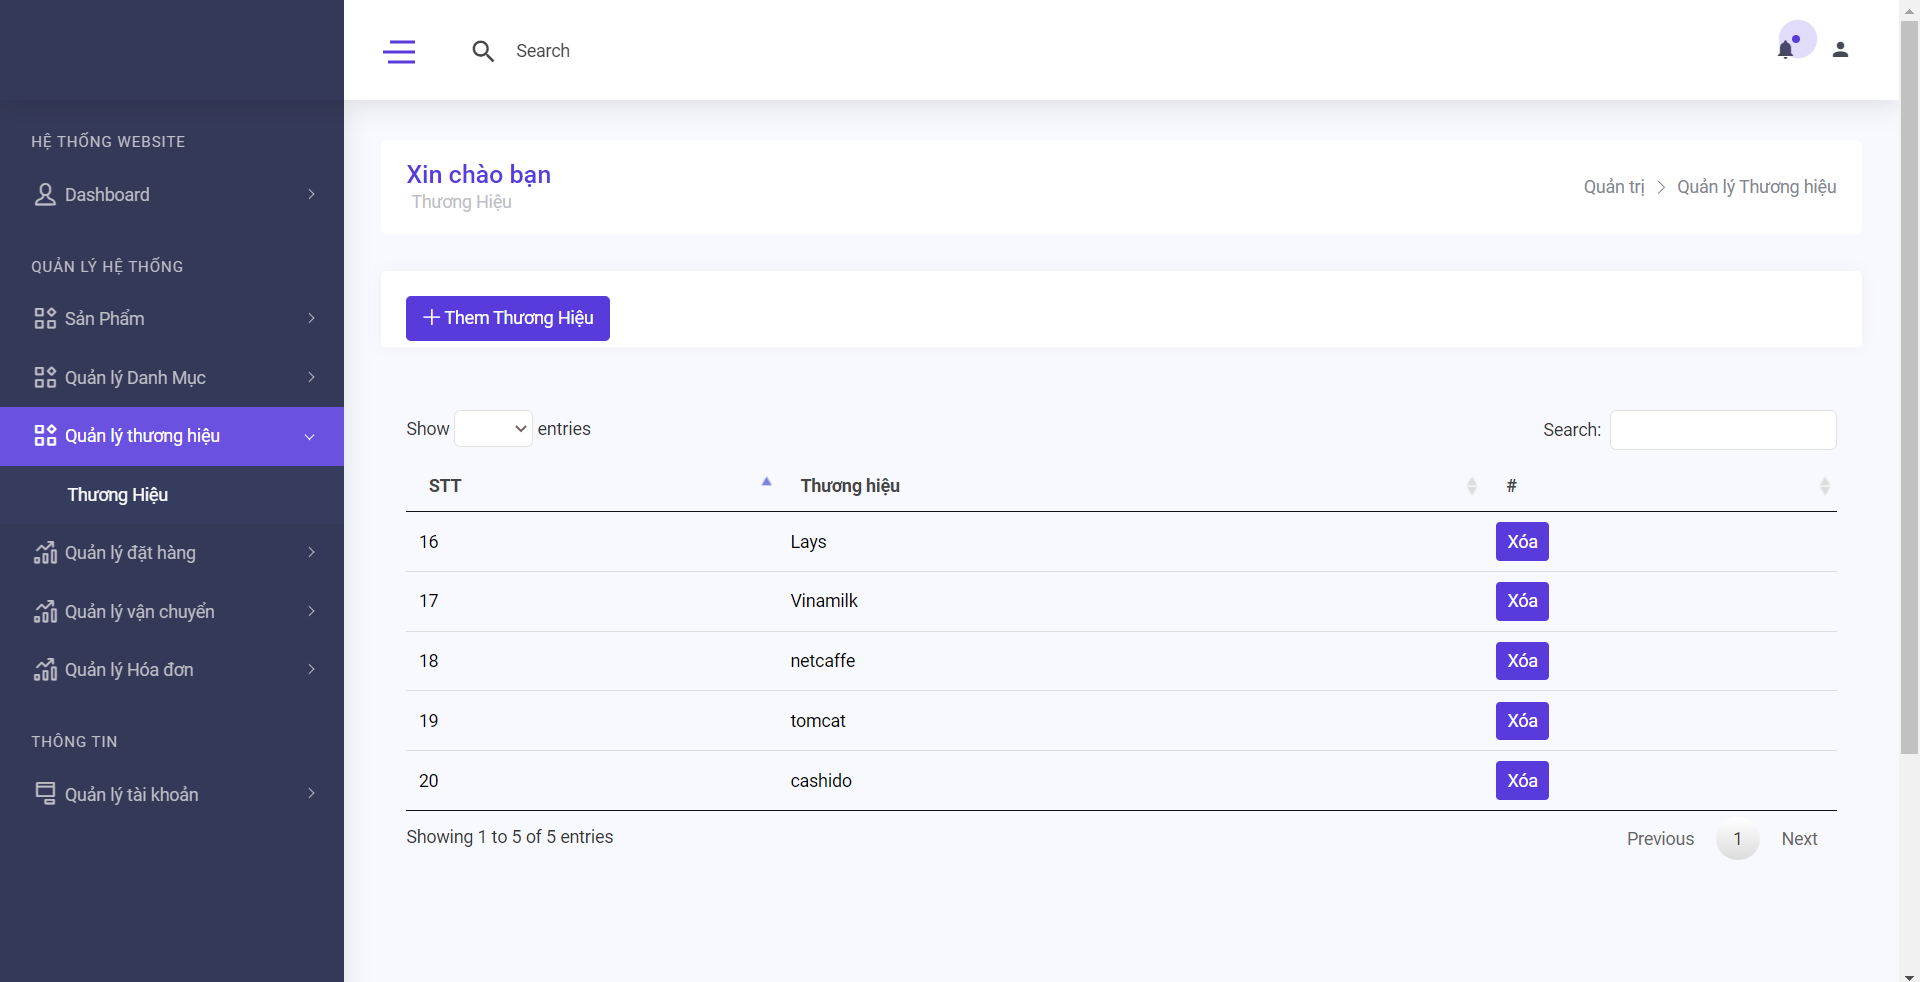 Search
HỆ THỐNG WEBSITE
Dashboard
QUẢN LÝ HỆ THỐNG
Sản Phẩm
Quản lý Danh Mục
Quản lý thương hiệu
Thương Hiệu
Quản lý đặt hàng
Quản lý vận chuyển
Quản lý Hóa đơn
THÔNG TIN
Quản lý tài khoản
Xin chào bạn
Thương Hiệu
Quản trị > Quản lý Thương hiệu
Them Thương Hiệu
Show entries
Search:
STT Thương hiệu #
16 Lays Xóa
17 Vinamilk Xóa
18 netcaffe Xóa
19 tomcat Xóa
20 cashido Xóa
Showing 1 to 5 of 5 entries
Previous 1 Next